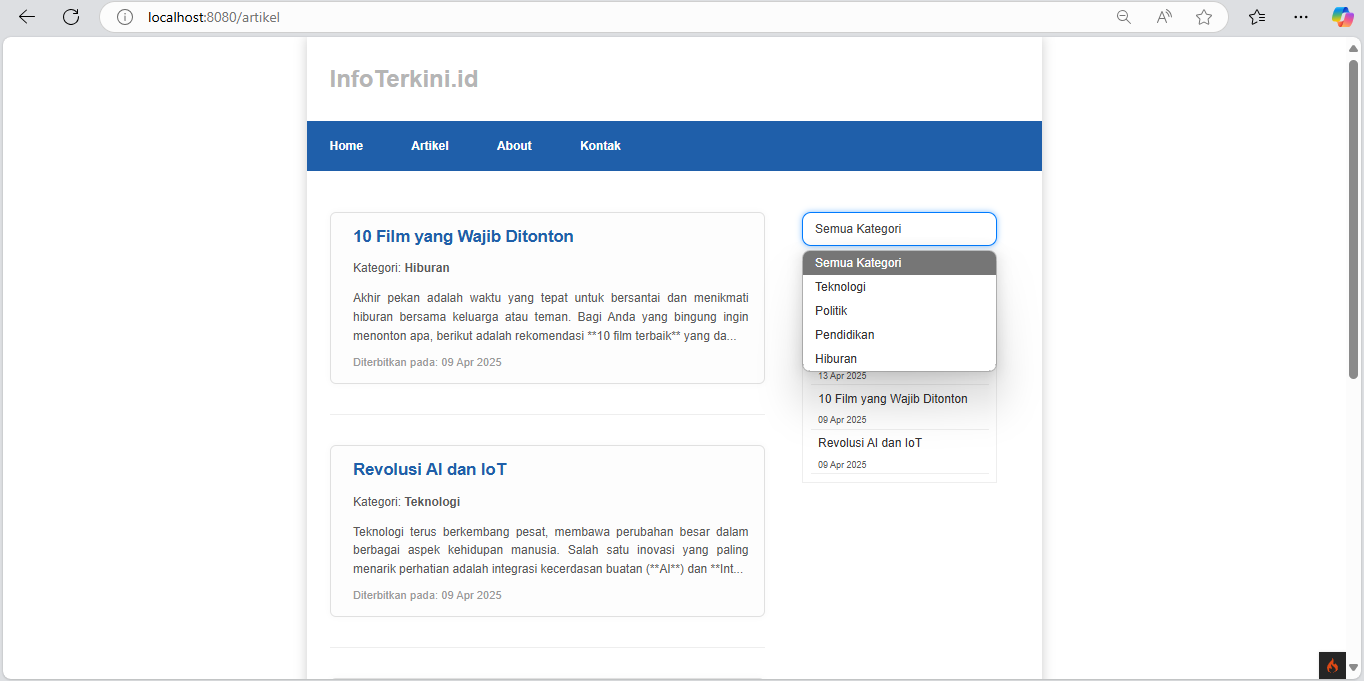 localhost:8080/artikel
InfoTerkini.id
Home Artikel About Kontak
10 Film yang Wajib Ditonton
Kategori: Hiburan
Akhir pekan adalah waktu yang tepat untuk bersantai dan menikmati
hiburan bersama keluarga atau teman. Bagi Anda yang bingung ingin
menonton apa, berikut adalah rekomendasi **10 film terbaik** yang da...
Diterbitkan pada: 09 Apr 2025
Revolusi AI dan IoT
Kategori: Teknologi
Teknologi terus berkembang pesat, membawa perubahan besar dalam
berbagai aspek kehidupan manusia. Salah satu inovasi yang paling
menarik perhatian adalah integrasi kecerdasan buatan (**AI**) dan **Int...
Diterbitkan pada: 09 Apr 2025
Semua Kategori
Semua Kategori
Teknologi
Politik
Pendidikan
Hiburan
13 Apr 2025
10 Film yang Wajib Ditonton
09 Apr 2025
Revolusi AI dan IoT
09 Apr 2025